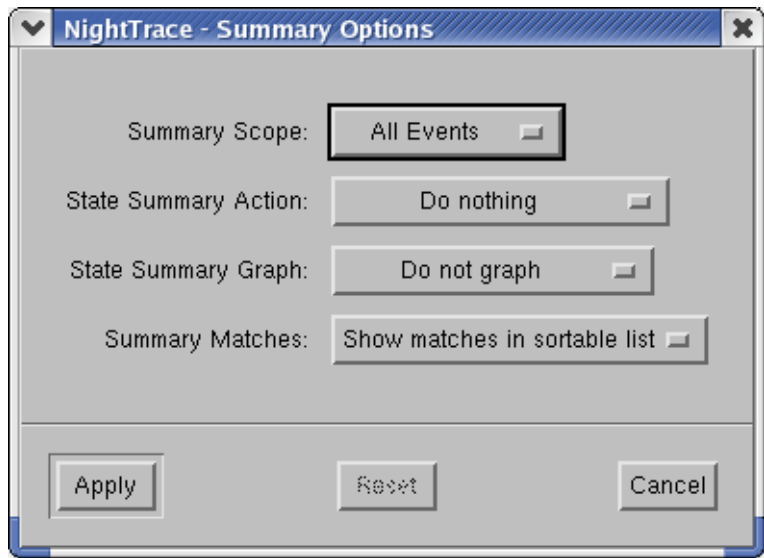 NightTrace - Summary Options
Summary Scope: All Events
State Summary Action: Do nothing
State Summary Graph: Do not graph
Summary Matches: Show matches in sortable list
Apply Reset Cancel